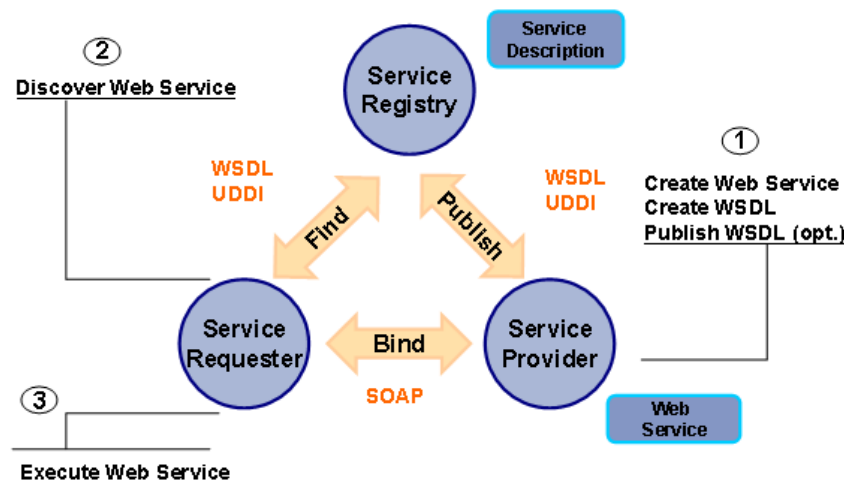 Service
Description
2
Discover Web Service
Service
Registry
1
WSDL
UDDI
WSDL
UDDI
Create Web Service
Create WSDL
Publish WSDL (opt.)
Find
Publish
Service
Requester
Bind
Service
Provider
SOAP
3
Web
Service
Execute Web Service